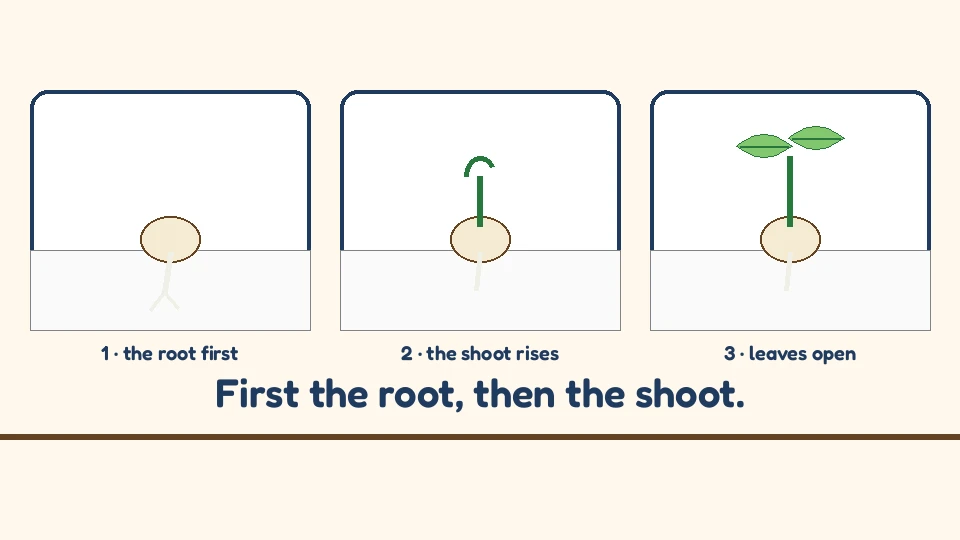 1 · the root first
2 · the shoot rises
3 · leaves open
First the root, then the shoot.